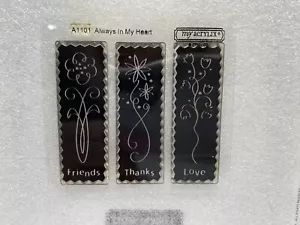 A1101 Always In My Heart
my acrylix®
Friends Thanks Love